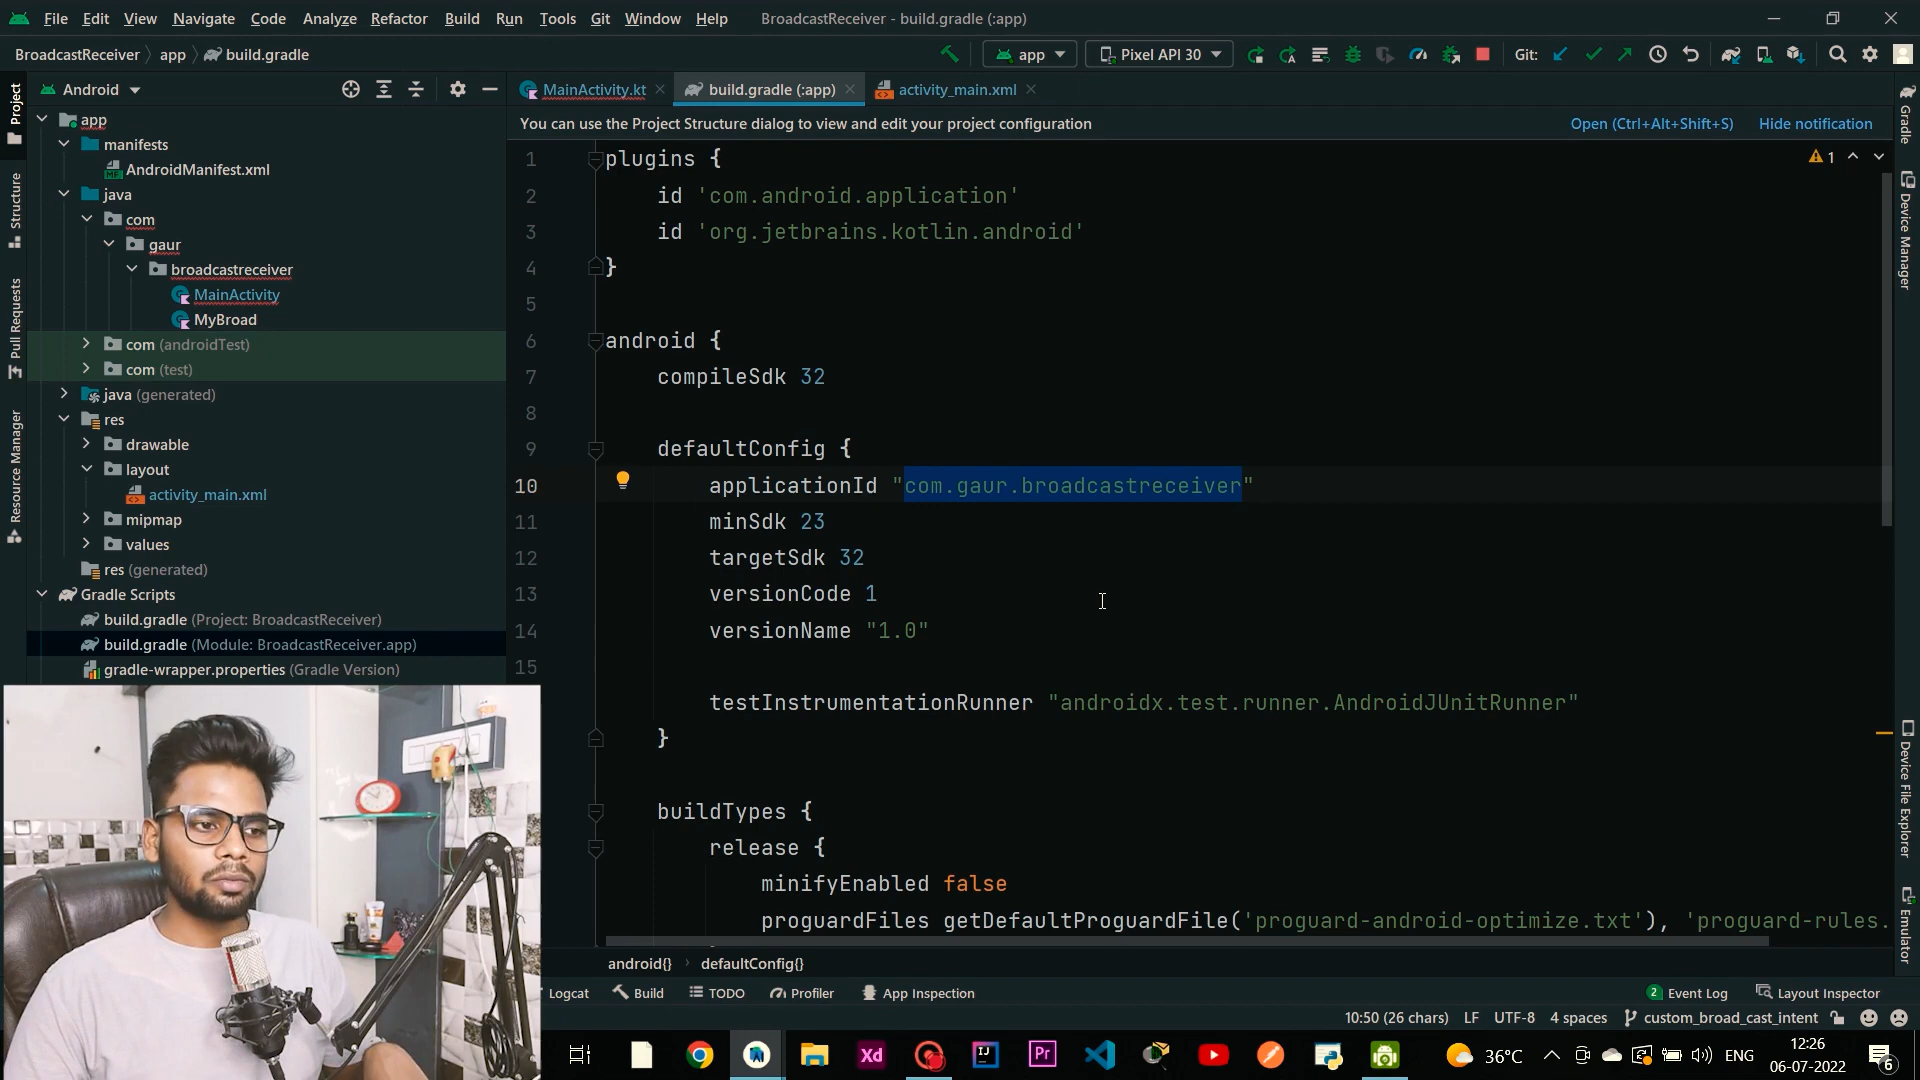 File Edit View Navigate Code Analyze Refactor Build Run Tools Git Window Help BroadcastReceiver - build.gradle (:app)
BroadcastReceiver app build.gradle app Pixel API 30 Git:
Android
MainActivity.kt build.gradle (:app) activity_main.xml
You can use the Project Structure dialog to view and edit your project configuration Open (Ctrl+Alt+Shift+S) Hide notification
Project
Structure
Pull Requests
Resource Manager
app
manifests
AndroidManifest.xml
java
com
gaur
broadcastreceiver
MainActivity
MyBroad
com (androidTest)
com (test)
java (generated)
res
drawable
layout
activity_main.xml
mipmap
values
res (generated)
Gradle Scripts
build.gradle (Project: BroadcastReceiver)
build.gradle (Module: BroadcastReceiver.app)
gradle-wrapper.properties (Gradle Version)
1 plugins {
2 id 'com.android.application'
3 id 'org.jetbrains.kotlin.android'
4 }
5
6 android {
7 compileSdk 32
8
9 defaultConfig {
10 applicationId "com.gaur.broadcastreceiver"
11 minSdk 23
12 targetSdk 32
13 versionCode 1
14 versionName "1.0"
15
testInstrumentationRunner "androidx.test.runner.AndroidJUnitRunner"
}
buildTypes {
release {
minifyEnabled false
proguardFiles getDefaultProguardFile('proguard-android-optimize.txt'), 'proguard-rules.
1
Gradle
Device Manager
Device File Explorer
Emulator
android{} defaultConfig{}
Logcat Build TODO Profiler App Inspection 2 Event Log Layout Inspector
10:50 (26 chars) LF UTF-8 4 spaces custom_broad_cast_intent
Xd Pr 36°C ENG 12:26
06-07-2022 6